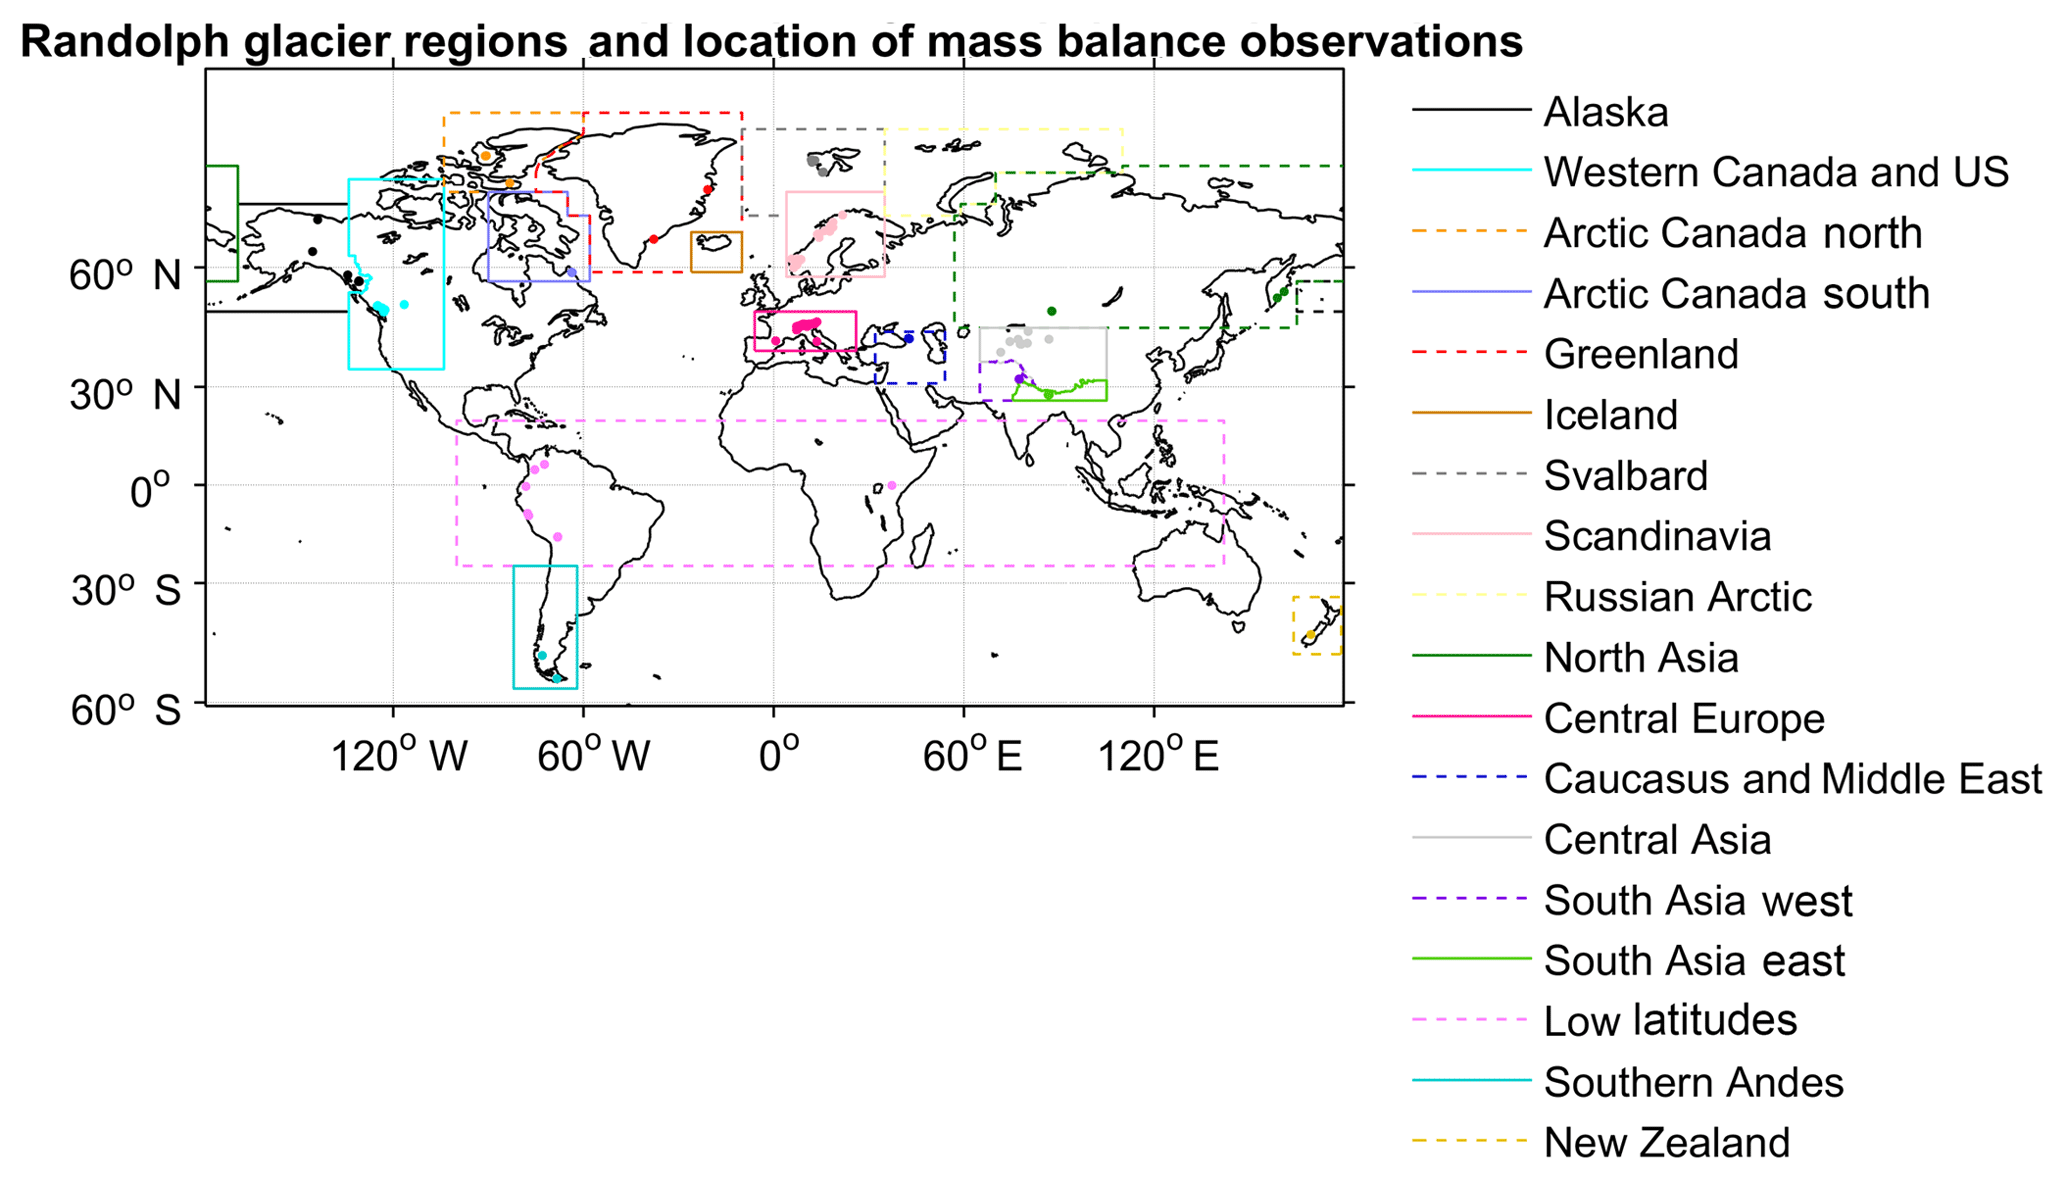 Randolph glacier regions and location of mass balance observations
60° N
30° N
0°
30° S
60° S
120° W
60° W
0°
60° E
120° E
Alaska
Western Canada and US
Arctic Canada north
Arctic Canada south
Greenland
Iceland
Svalbard
Scandinavia
Russian Arctic
North Asia
Central Europe
Caucasus and Middle East
Central Asia
South Asia west
South Asia east
Low latitudes
Southern Andes
New Zealand